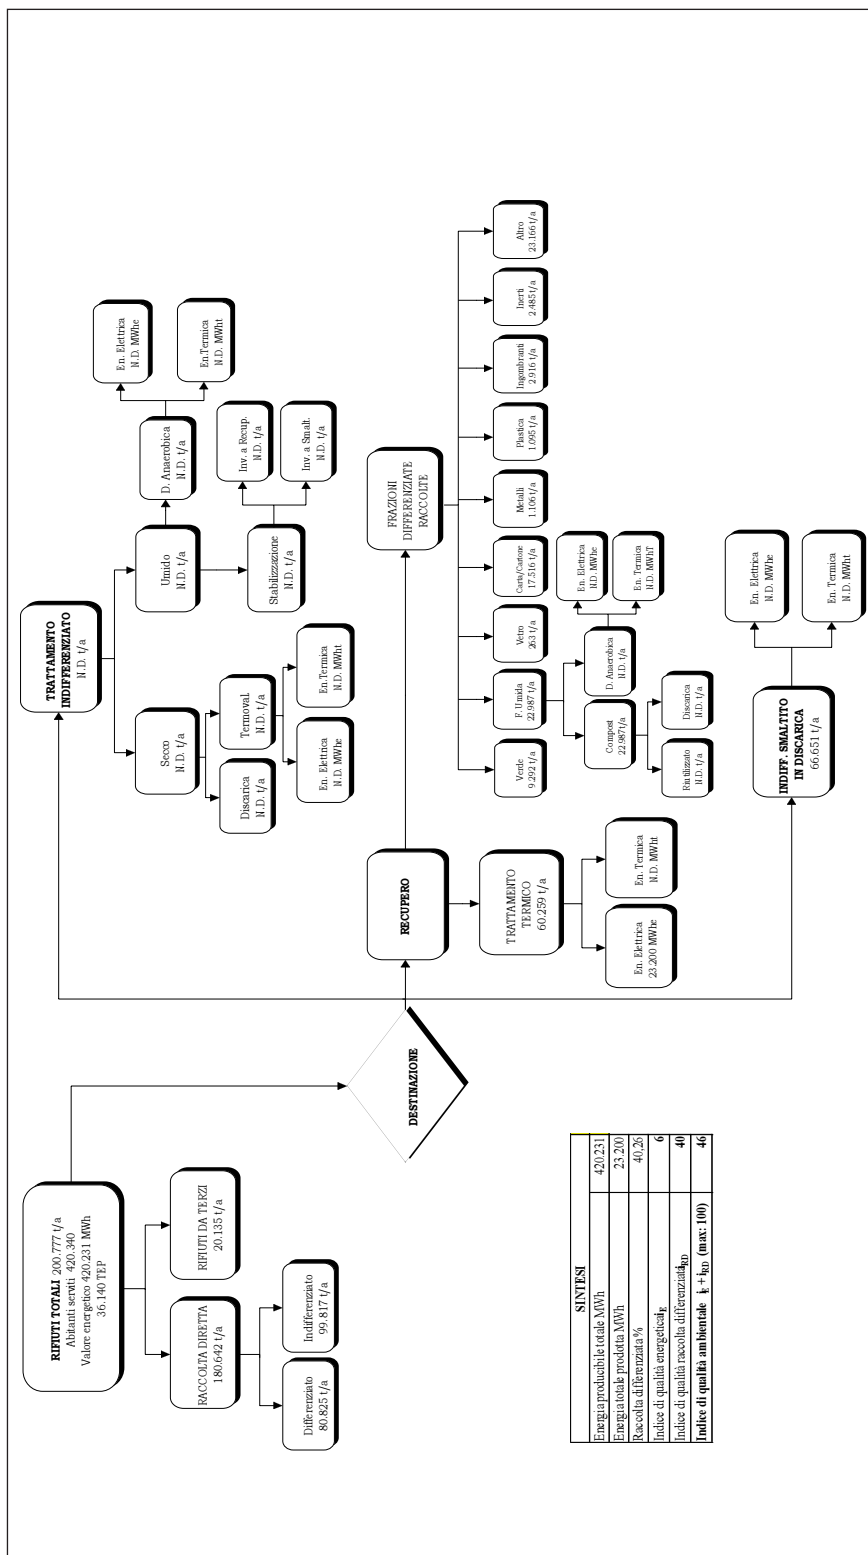 RIFIUTI TOTALI 200.777 t/a
Abitanti serviti 420.340
Valore energetico 420.231 MWh
36.140 TEP
RACCOLTA DIRETTA
180.642 t/a
RIFIUTI DA TERZI
20.135 t/a
Differenziato
80.825 t/a
Indifferenziato
99.817 t/a
DESTINAZIONE
TRATTAMENTO
INDIFFERENZIATO
N.D. t/a
Secco
N.D. t/a
Umido
N.D. t/a
Discarica
N.D. t/a
Termoval.
N.D. t/a
En. Elettrica
N.D. MWhe
En.Termica
N.D. MWht
D. Anaerobica
N.D. t/a
Stabilizzazione
N.D. t/a
En. Elettrica
N.D. MWhe
En.Termica
N.D. MWht
Inv. a Recup.
N.D. t/a
Inv. a Smalt.
N.D. t/a
RECUPERO
TRATTAMENTO
TERMICO
60.259 t/a
En. Elettrica
23.200 MWhe
En. Termica
N.D. MWht
FRAZIONI
DIFFERENZIATE
RACCOLTE
Verde
9.292 t/a
F. Umida
22.987 t/a
Vetro
263 t/a
Carta/Cartone
17.516 t/a
Metalli
1.106 t/a
Plastica
1.095 t/a
Ingombranti
2.916 t/a
Inerti
2.485 t/a
Altro
23.166 t/a
Compost
22.987 t/a
D. Anaerobica
N.D. t/a
Riutilizzato
N.D. t/a
Discarica
N.D. t/a
En. Elettrica
N.D. MWhe
En. Termica
N.D. MWhT
INDIFF. SMALTITO
IN DISCARICA
66.651 t/a
En. Elettrica
N.D. MWhe
En. Termica
N.D. MWht
SINTESI
Energia producibile totale MWh 420.231
Energia totale prodotta MWh 23.200
Raccolta differenziata % 40,26
Indice di qualità energetica iE 6
Indice di qualità raccolta differenziata iRD 40
Indice di qualità ambientale iE + iRD (max: 100) 46